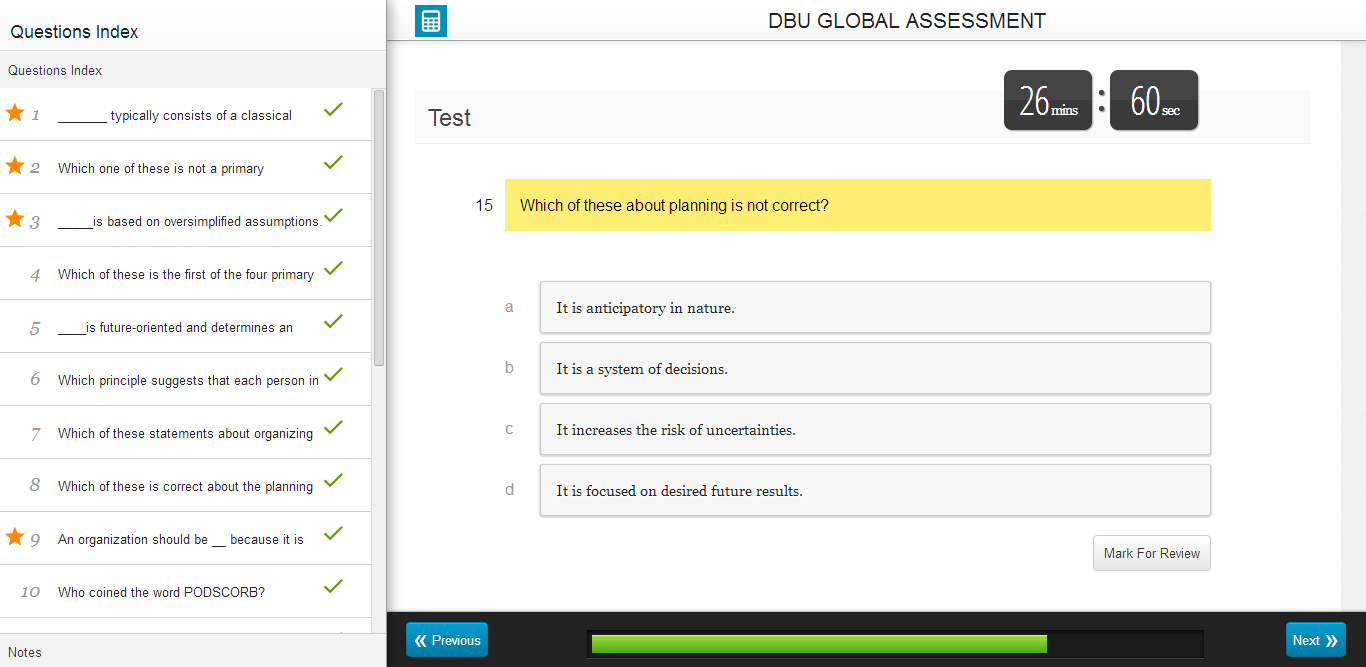 Questions Index
DBU GLOBAL ASSESSMENT
Questions Index
1 _______ typically consists of a classical
2 Which one of these is not a primary
3 _____is based on oversimplified assumptions.
4 Which of these is the first of the four primary
5 ____is future-oriented and determines an
6 Which principle suggests that each person in
7 Which of these statements about organizing
8 Which of these is correct about the planning
9 An organization should be __ because it is
10 Who coined the word PODSCORB?
Notes
Test
26 mins : 60 sec
15 Which of these about planning is not correct?
a It is anticipatory in nature.
b It is a system of decisions.
c It increases the risk of uncertainties.
d It is focused on desired future results.
Mark For Review
Previous
Next